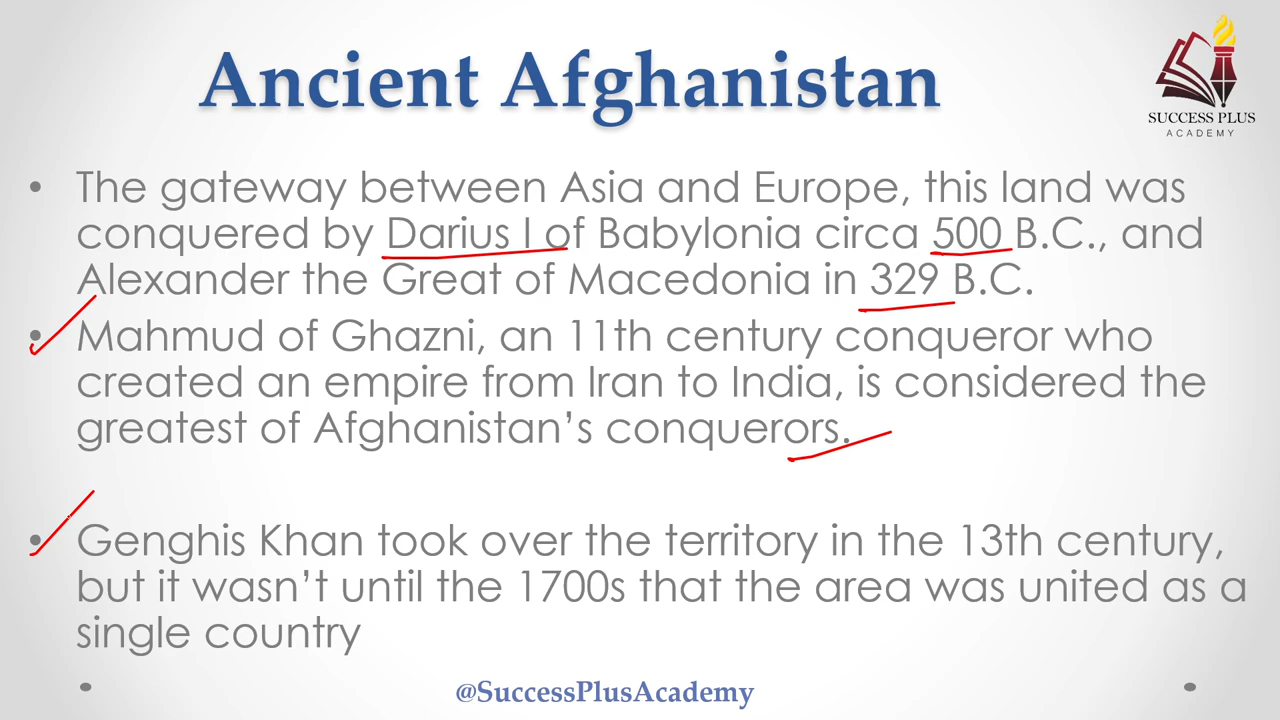 Ancient Afghanistan
SUCCESS PLUS
ACADEMY
• The gateway between Asia and Europe, this land was
conquered by Darius I of Babylonia circa 500 B.C., and
Alexander the Great of Macedonia in 329 B.C.
• Mahmud of Ghazni, an 11th century conqueror who
created an empire from Iran to India, is considered the
greatest of Afghanistan’s conquerors.
• Genghis Khan took over the territory in the 13th century,
but it wasn’t until the 1700s that the area was united as a
single country
@SuccessPlusAcademy